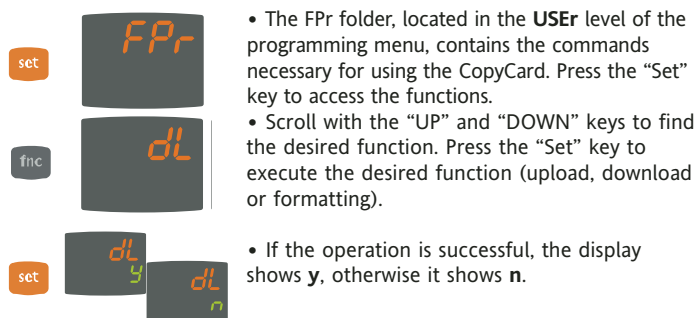 set
FPr
• The FPr folder, located in the USEr level of the
programming menu, contains the commands
necessary for using the CopyCard. Press the “Set”
key to access the functions.
fnc
dL
• Scroll with the “UP” and “DOWN” keys to find
the desired function. Press the “Set” key to
execute the desired function (upload, download
or formatting).
set
dL
y
dL
n
• If the operation is successful, the display
shows y, otherwise it shows n.